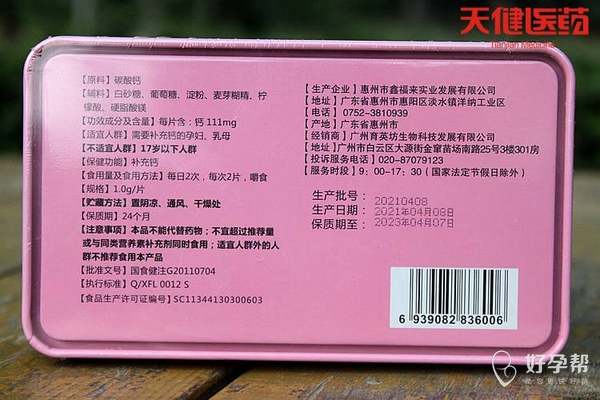 天健医药
TianJian Medicine
【原料】碳酸钙
【辅料】白砂糖、葡萄糖、淀粉、麦芽糊精、柠
檬酸、硬脂酸镁
【功效成分及含量】每片含：钙 111mg
【适宜人群】需要补充钙的孕妇、乳母
【不适宜人群】17岁以下人群
【保健功能】补充钙
【食用量及食用方法】每日2次，每次2片，嚼食
【规格】1.0g/片
【贮藏方法】置阴凉、通风、干燥处
【保质期】24个月
【注意事项】本品不能代替药物；不宜超过推荐量
或与同类营养素补充剂同时食用；适宜人群外的人
群不推荐食用本产品
【批准文号】国食健注G20110704
【执行标准】Q/XFL 0012 S
【食品生产许可证编号】SC11344130300603
【生产企业】惠州市鑫福来实业发展有限公司
【地址】广东省惠州市惠阳区淡水镇洋纳工业区
【电话】0752-3810939
【产地】广东省惠州市
【经销商】广州育英坊生物科技发展有限公司
【地址】广州市白云区大源街金窜苗场南路25号3楼301房
【投诉服务电话】020-87079123
【服务时段】9：00-17：30（国家法定节假日除外）
生产批号：20210408
生产日期：2021年04月08日
保质期至：2023年04月07日
6 939082 836006
好孕帮